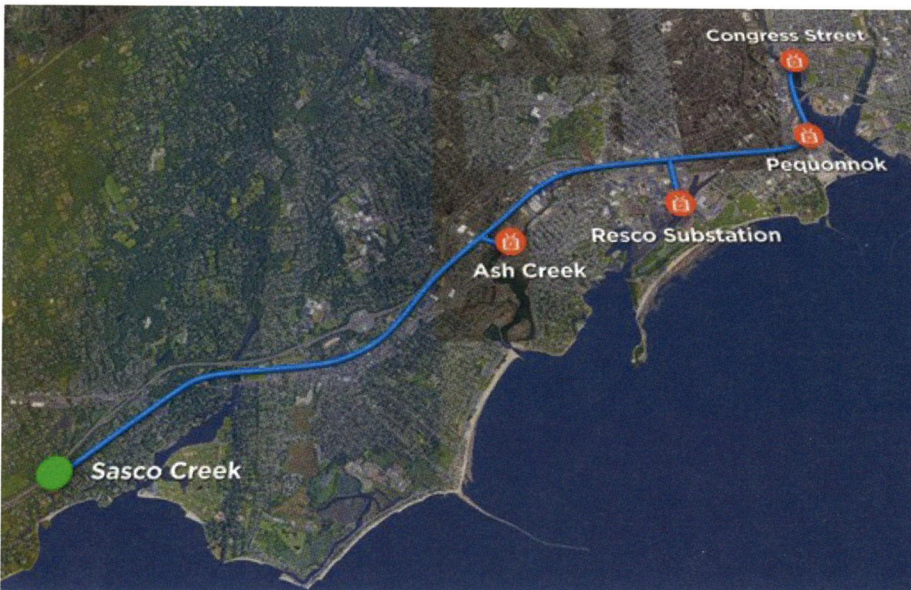 Congress Street
Pequonnok
Resco Substation
Ash Creek
Sasco Creek